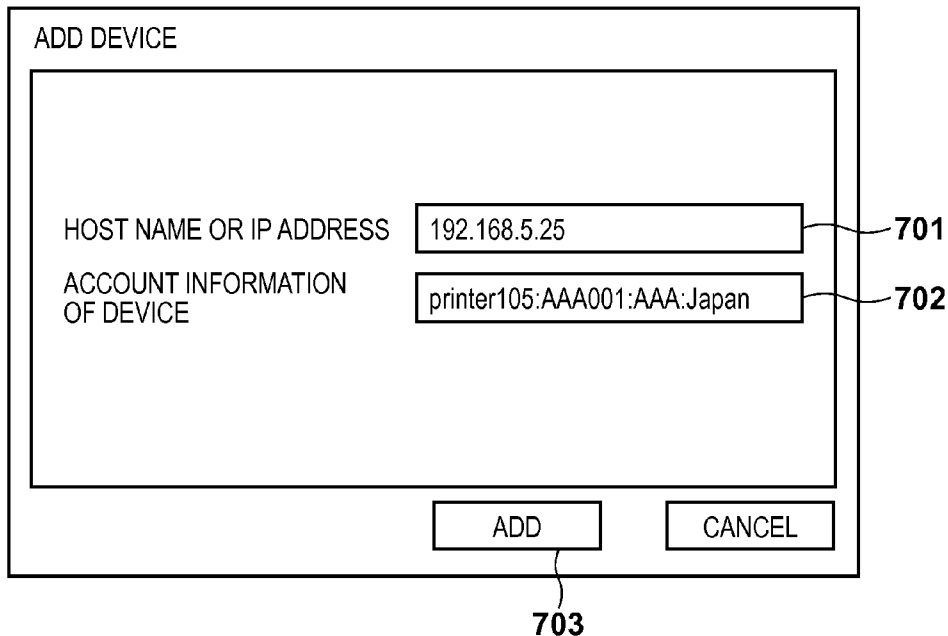 ADD DEVICE
HOST NAME OR IP ADDRESS 192.168.5.25 701
ACCOUNT INFORMATION
OF DEVICE printer105:AAA001:AAA:Japan 702
ADD CANCEL
703